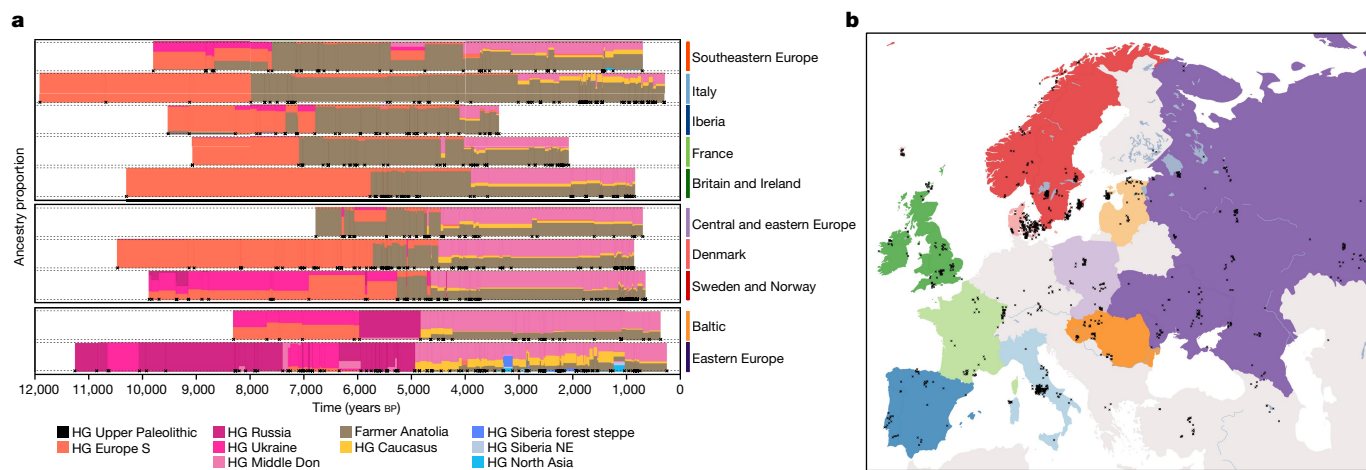 a
b
Ancestry proportion
Southeastern Europe
Italy
Iberia
France
Britain and Ireland
Central and eastern Europe
Denmark
Sweden and Norway
Baltic
Eastern Europe
12,000 11,000 10,000 9,000 8,000 7,000 6,000 5,000 4,000 3,000 2,000 1,000 0
Time (years BP)
HG Upper Paleolithic HG Russia Farmer Anatolia HG Siberia forest steppe
HG Europe S HG Ukraine HG Caucasus HG Siberia NE
HG Middle Don HG North Asia